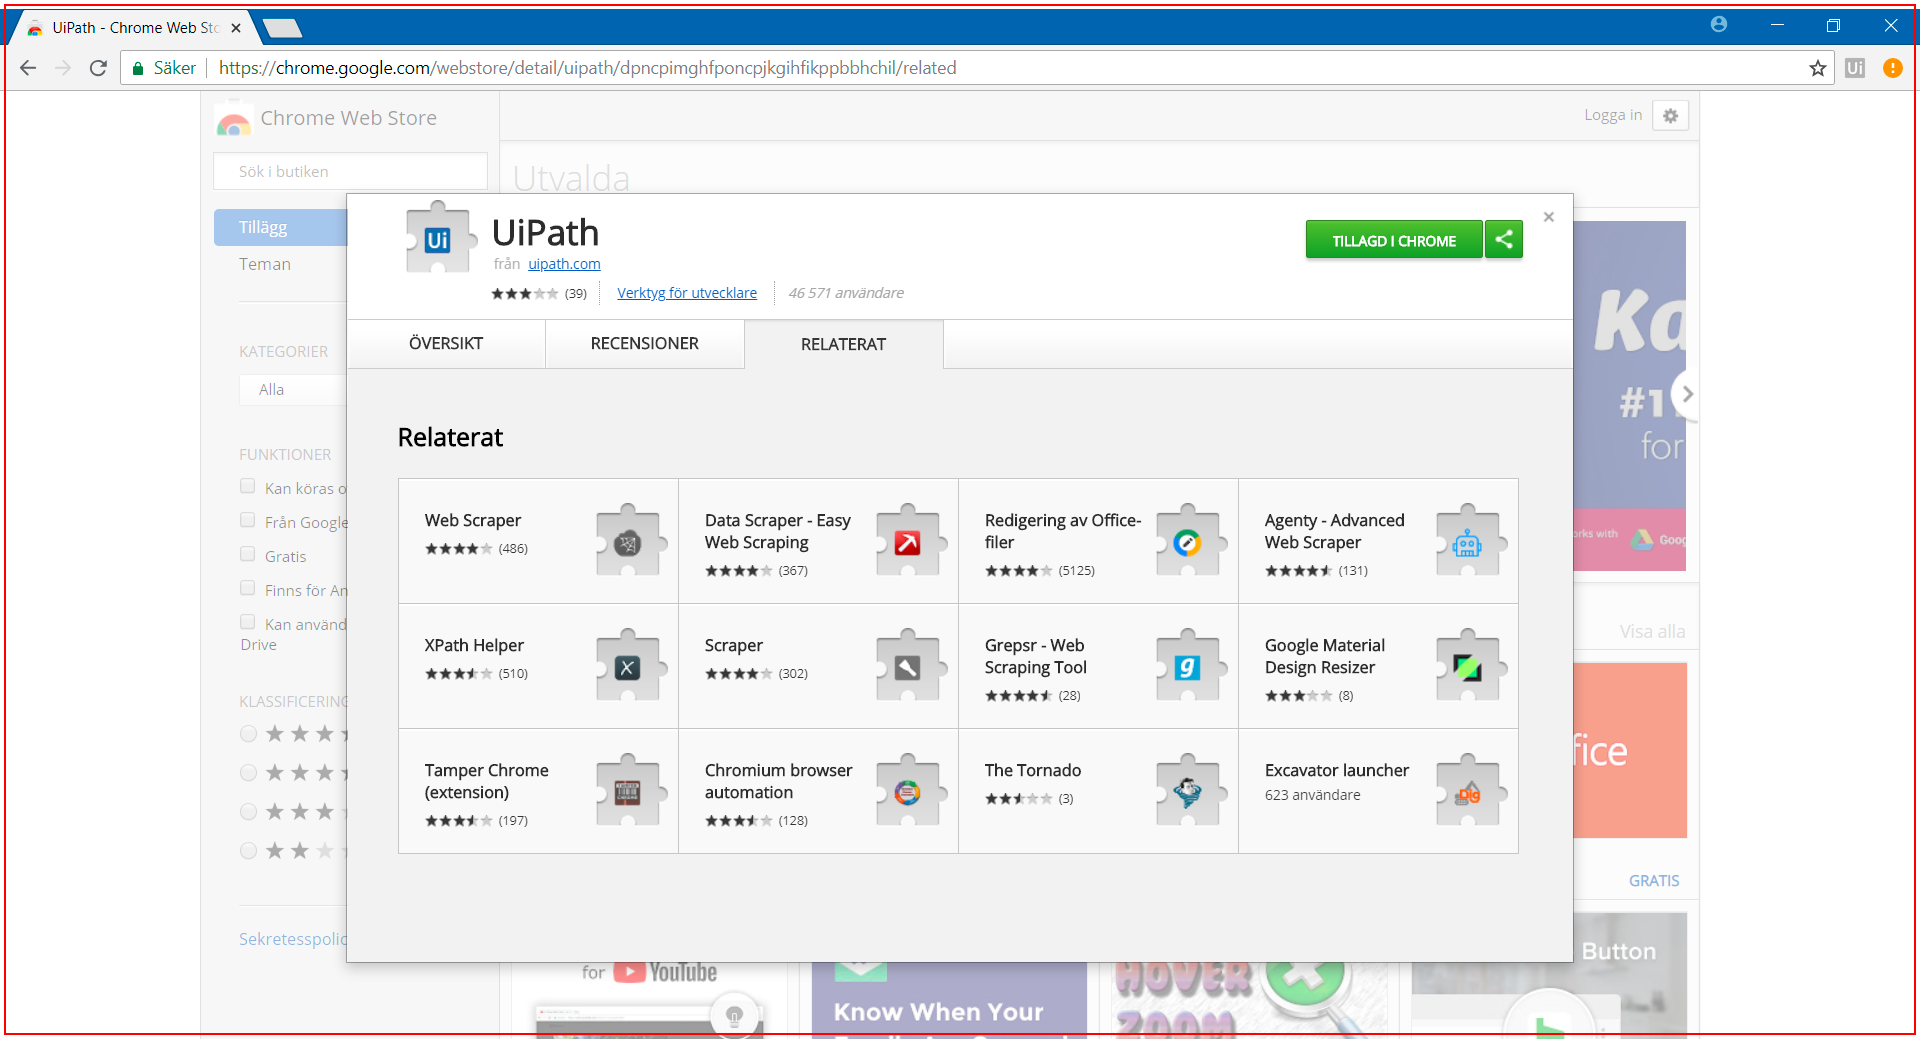 UiPath - Chrome Web Sto
Säker
https://chrome.google.com/webstore/detail/uipath/dpncpimghfponcpjkgihfikppbbhchil/related
Ui
Chrome Web Store
Logga in
Sök i butiken
Utvalda
Tillägg
Teman
KATEGORIER
Alla
FUNKTIONER
Kan köras o
Från Google
Gratis
Finns för An
Kan använd
Drive
KLASSIFICERING
Sekretesspolic
Ui
UiPath
från uipath.com
(39)
Verktyg för utvecklare
46 571 användare
TILLAGD I CHROME
ÖVERSIKT
RECENSIONER
RELATERAT
Relaterat
Web Scraper
(486)
Data Scraper - Easy
Web Scraping
(367)
Redigering av Office-
filer
(5125)
Agenty - Advanced
Web Scraper
(131)
XPath Helper
(510)
Scraper
(302)
Grepsr - Web
Scraping Tool
(28)
g
Google Material
Design Resizer
(8)
Tamper Chrome
(extension)
(197)
Chromium browser
automation
(128)
The Tornado
(3)
Excavator launcher
623 användare
Dig
Ka
#1
for
orks with
Goog
Visa alla
fice
GRATIS
for YouTube
Know When Your
HOVER
ZOOM
Button